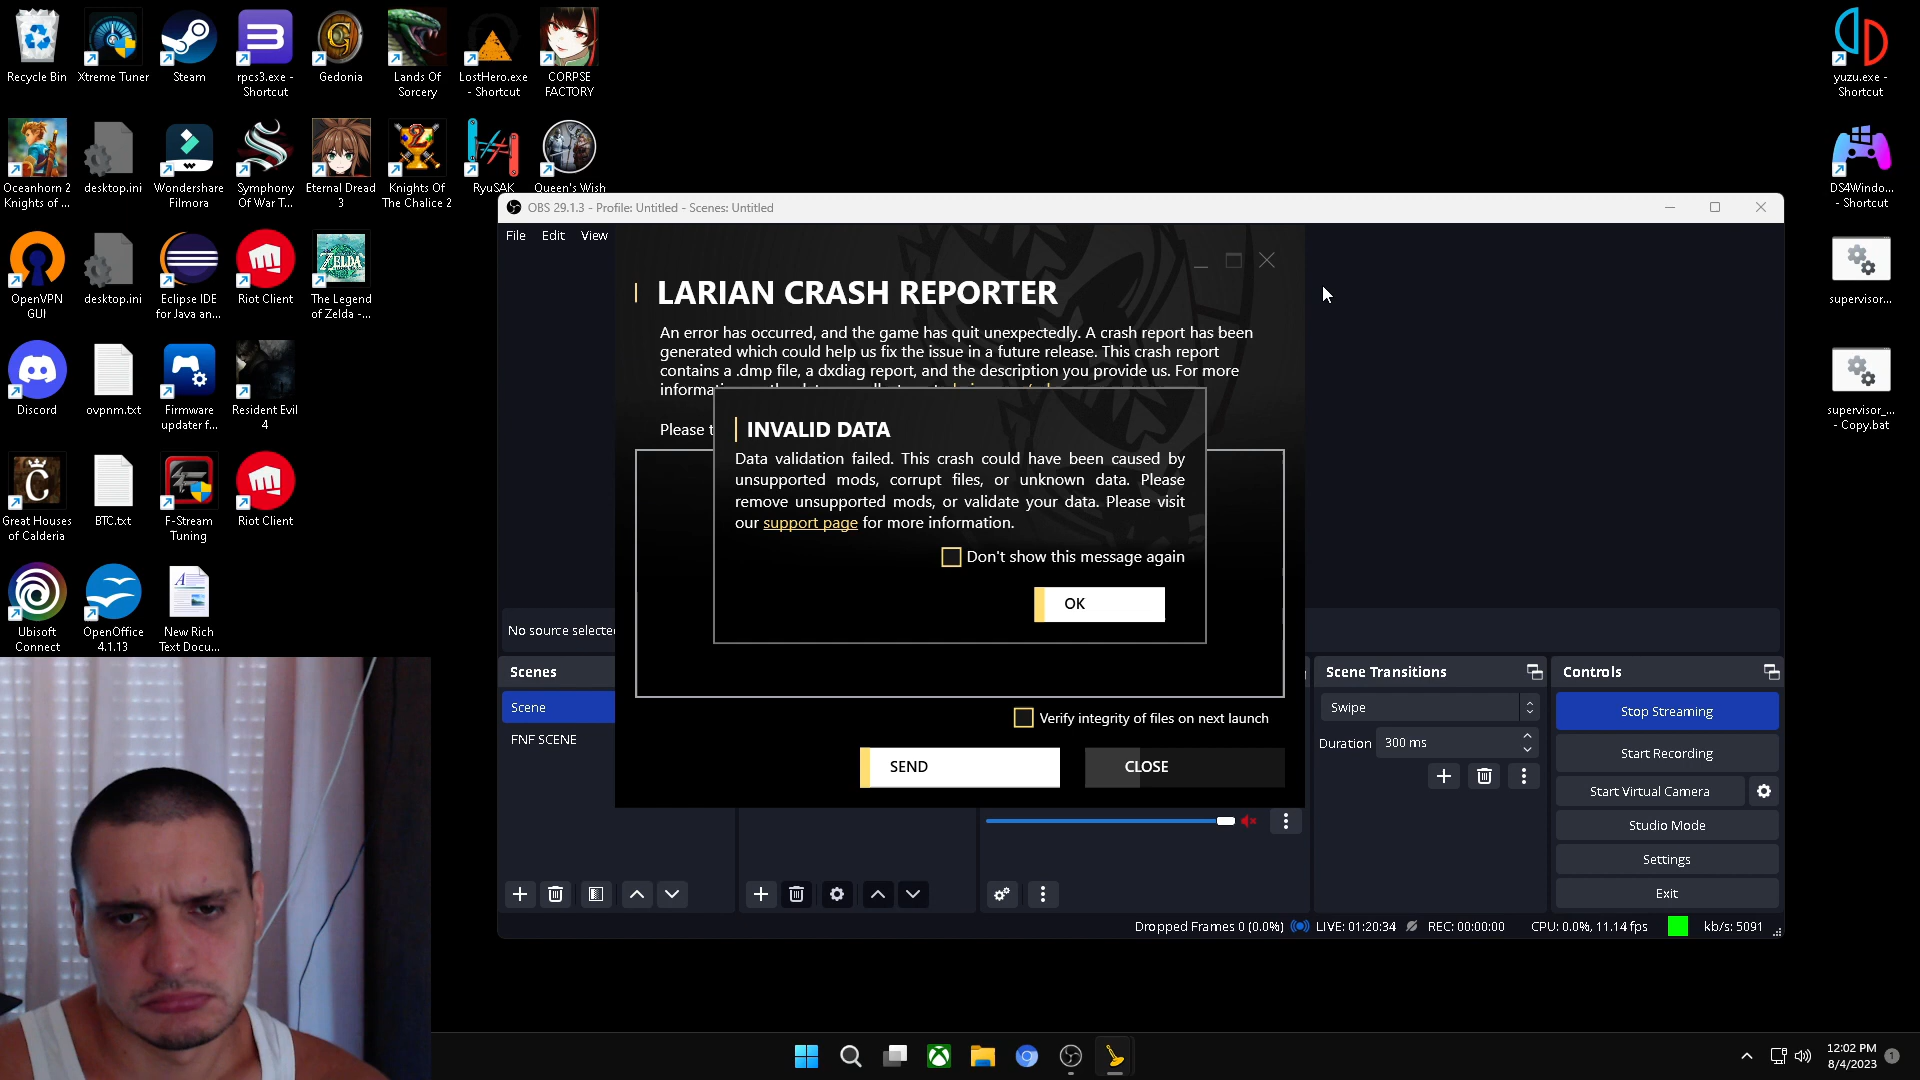 Recycle Bin
Xtreme Tuner
Steam
rpcs3.exe -
Shortcut
Gedonia
Lands Of
Sorcery
LostHero.exe
- Shortcut
CORPSE
FACTORY
yuzu.exe -
Shortcut
Oceanhorn 2
Knights of ...
desktop.ini
Wondershare
Filmora
Symphony
Of War T...
Eternal Dread
3
Knights Of
The Chalice 2
RyuSAK
Queen's Wish
DS4Windo...
- Shortcut
OpenVPN
GUI
desktop.ini
Eclipse IDE
for Java an...
Riot Client
ZELDA
The Legend
of Zelda -...
supervisor...
Discord
ovpnm.txt
Firmware
updater f...
Resident Evil
4
supervisor_...
- Copy.bat
Great Houses
of Calderia
BTC.txt
F-Stream
Tuning
Riot Client
Ubisoft
Connect
OpenOffice
4.1.13
New Rich
Text Docu...
OBS 29.1.3 - Profile: Untitled - Scenes: Untitled
File Edit View
LARIAN CRASH REPORTER
An error has occurred, and the game has quit unexpectedly. A crash report has been
generated which could help us fix the issue in a future release. This crash report
contains a .dmp file, a dxdiag report, and the description you provide us. For more
Please
INVALID DATA
Data validation failed. This crash could have been caused by
unsupported mods, corrupt files, or unknown data. Please
remove unsupported mods, or validate your data. Please visit
our support page for more information.
Don't show this message again
OK
Verify integrity of files on next launch
SEND
CLOSE
No source selected
Scenes
Scene
FNF SCENE
Scene Transitions
Swipe
Duration 300 ms
Controls
Stop Streaming
Start Recording
Start Virtual Camera
Studio Mode
Settings
Exit
Dropped Frames 0 (0.0%) LIVE: 01:20:34 REC: 00:00:00 CPU: 0.0%, 11.14 fps kb/s: 5091
12:02 PM
8/4/2023
1